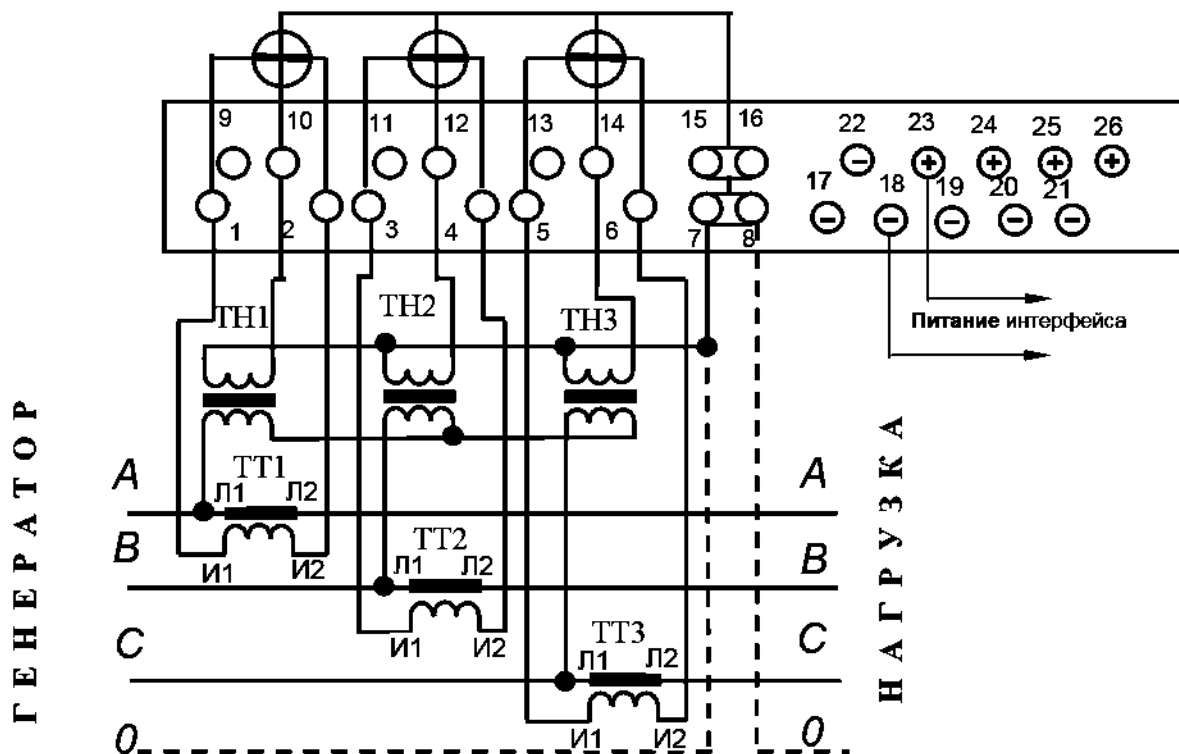 9 10 11 12 13 14 15 16 22 23 24 25 26
17 18 19 20 21
1 2 3 4 5 6 7 8
ТН1 ТН2 ТН3
Питание интерфейса
ГЕНЕРАТОР
НАГРУЗКА
A ТТ1 A
Л1 Л2
B ТТ2 B
И1 И2 Л1 Л2
C ТТ3 C
И1 И2 Л1 Л2
0 И1 И2 0